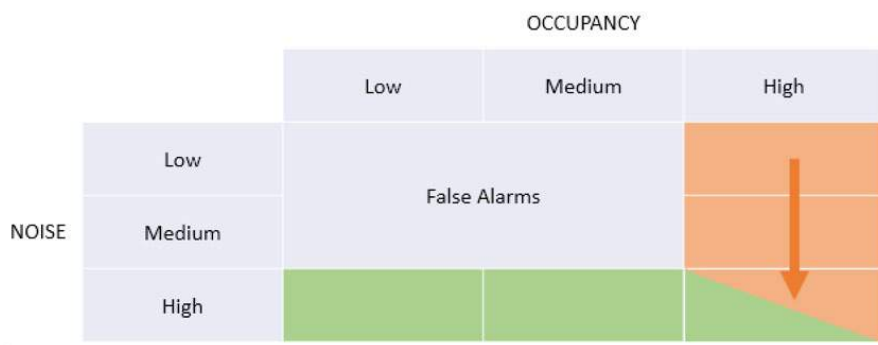 OCCUPANCY
Low Medium High
Low
False Alarms
NOISE Medium
High